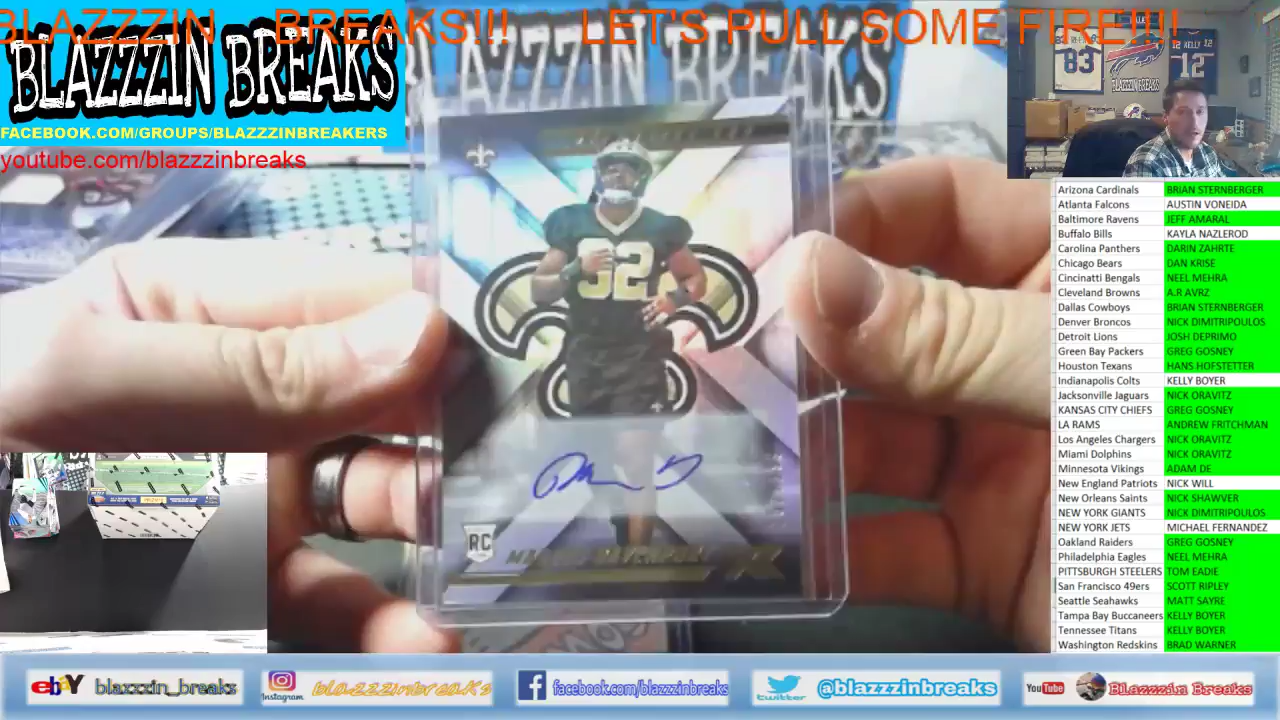 BLAZZZIN BREAKS!!! LET'S PULL SOME FIRE!!!!
BLAZZZIN BREAKS
FACEBOOK.COM/GROUPS/BLAZZZINBREAKERS
youtube.com/blazzzinbreaks
83
KELLY
12 12
12
BLAZZZIN BREAKS
92
RC
Arizona Cardinals BRIAN STERNBERGER
Atlanta Falcons AUSTIN VONEIDA
Baltimore Ravens JEFF AMARAL
Buffalo Bills KAYLA NAZLEROD
Carolina Panthers DARIN ZAHRTE
Chicago Bears DAN KRISE
Cincinatti Bengals NEEL MEHRA
Cleveland Browns A.R AVRZ
Dallas Cowboys BRIAN STERNBERGER
Denver Broncos NICK DIMITRIPOULOS
Detroit Lions JOSH DEPRIMO
Green Bay Packers GREG GOSNEY
Houston Texans HANS HOFSTETTER
Indianapolis Colts KELLY BOYER
Jacksonville Jaguars NICK ORAVITZ
KANSAS CITY CHIEFS GREG GOSNEY
LA RAMS ANDREW FRITCHMAN
Los Angeles Chargers NICK ORAVITZ
Miami Dolphins NICK ORAVITZ
Minnesota Vikings ADAM DE
New England Patriots NICK WILL
New Orleans Saints NICK SHAWVER
NEW YORK GIANTS NICK DIMITRIPOULOS
NEW YORK JETS MICHAEL FERNANDEZ
Oakland Raiders GREG GOSNEY
Philadelphia Eagles NEEL MEHRA
PITTSBURGH STEELERS TOM EADIE
San Francisco 49ers SCOTT RIPLEY
Seattle Seahawks MATT SAYRE
Tampa Bay Buccaneers KELLY BOYER
Tennessee Titans KELLY BOYER
Washington Redskins BRAD WARNER
ebay blazzzin_breaks
Instagram blazzzinbreaks
facebook.com/blazzzinbreaks
twitter @blazzzinbreaks
YouTube Blazzzin Breaks